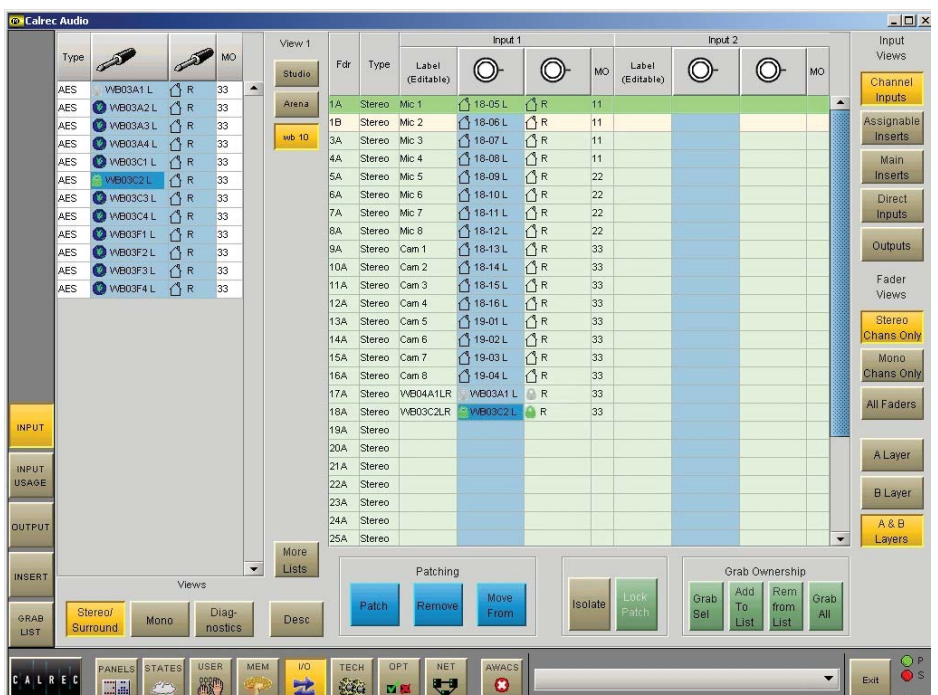 Calrec Audio
Type MO
AES WB03A1 L R 33
AES WB03A2 L R 33
AES WB03A3 L R 33
AES WB03A4 L R 33
AES WB03C1 L R 33
AES WB03C2 L R 33
AES WB03C3 L R 33
AES WB03C4 L R 33
AES WB03F1 L R 33
AES WB03F2 L R 33
AES WB03F3 L R 33
AES WB03F4 L R 33
View 1
Studio
Arena
wb 10
More
Lists
Input 1 Input 2
Fdr Type Label
(Editable) MO Label
(Editable) MO
1A Stereo Mic 1 18-05 L R 11
1B Stereo Mic 2 18-06 L R 11
3A Stereo Mic 3 18-07 L R 11
4A Stereo Mic 4 18-08 L R 11
5A Stereo Mic 5 18-09 L R 22
6A Stereo Mic 6 18-10 L R 22
7A Stereo Mic 7 18-11 L R 22
8A Stereo Mic 8 18-12 L R 22
9A Stereo Cam 1 18-13 L R 33
10A Stereo Cam 2 18-14 L R 33
11A Stereo Cam 3 18-15 L R 33
12A Stereo Cam 4 18-16 L R 33
13A Stereo Cam 5 19-01 L R 33
14A Stereo Cam 6 19-02 L R 33
15A Stereo Cam 7 19-03 L R 33
16A Stereo Cam 8 19-04 L R 33
17A Stereo WB04A1LR WB03A1 L R 33
18A Stereo WB03C2LR WB03C2 L R 33
19A Stereo
20A Stereo
21A Stereo
22A Stereo
23A Stereo
24A Stereo
25A Stereo
Input
Views
Channel
Inputs
Assignable
Inserts
Main
Inserts
Direct
Inputs
Outputs
Fader
Views
Stereo
Chans Only
Mono
Chans Only
All Faders
A Layer
B Layer
A & B
Layers
INPUT
INPUT
USAGE
OUTPUT
INSERT
GRAB
LIST
Views
Stereo/
Surround
Mono
Diag-
nostics
Desc
Patching
Patch
Remove
Move
From
Isolate
Lock
Patch
Grab Ownership
Grab
Sel
Add
To
List
Rem
from
List
Grab
All
CALREC
PANELS
STATES
USER
MEM
I/O
TECH
OPT
NET
AWACS
Exit
P
S